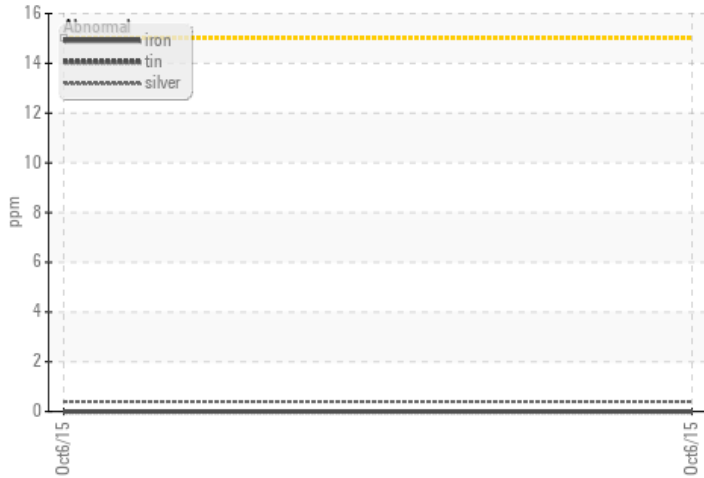 16
14
12
10
8
6
4
2
0
ppm
Abnormal
iron
tin
silver
Oct6/15
Oct6/15